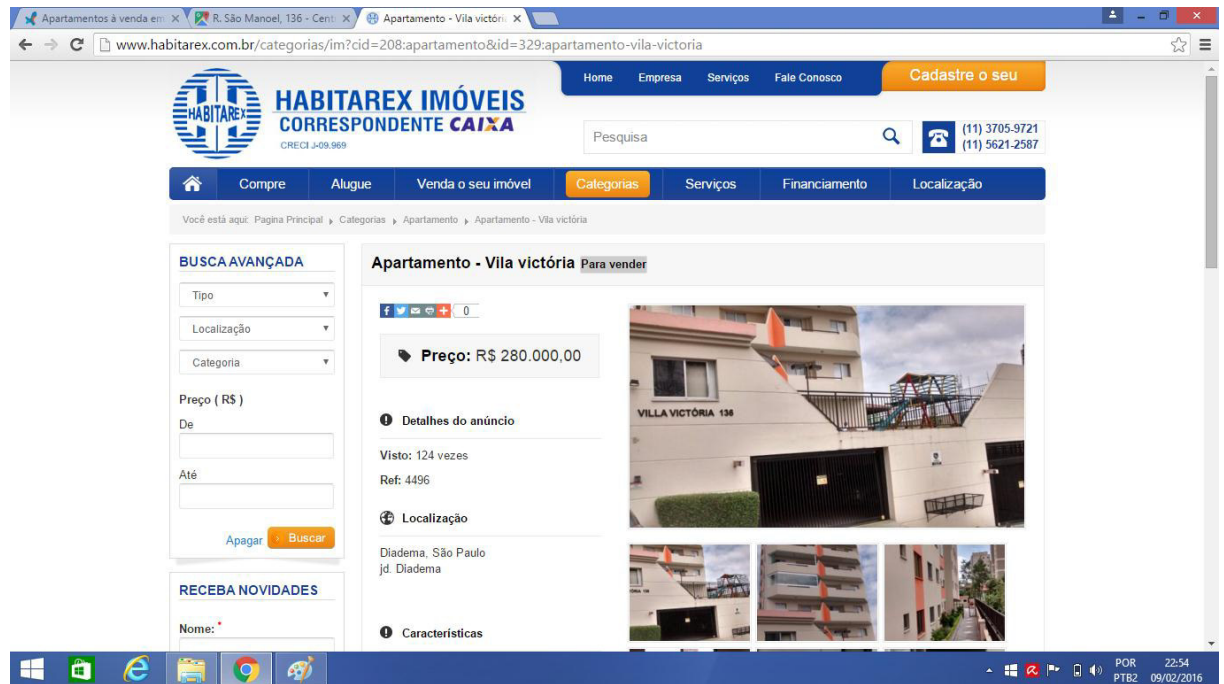 Apartamentos à venda em
R. São Manoel, 136 - Cent
Apartamento - Vila victóri
www.habitarex.com.br/categorias/im?cid=208:apartamento&id=329:apartamento-vila-victoria
HABITAREX
HABITAREX IMÓVEIS
CORRESPONDENTE CAIXA
CRECI J-09.969
Home Empresa Serviços Fale Conosco
Cadastre o seu
Pesquisa
(11) 3705-9721
(11) 5621-2587
Compre Alugue Venda o seu imóvel Categorias Serviços Financiamento Localização
Você está aqui: Pagina Principal Categorias Apartamento Apartamento - Vila victória
BUSCA AVANÇADA
Tipo
Localização
Categoria
Preço ( R$ )
De
Até
Apagar Buscar
RECEBA NOVIDADES
Nome: *
Apartamento - Vila victória Para vender
0
Preço: R$ 280.000,00
Detalhes do anúncio
Visto: 124 vezes
Ref: 4496
Localização
Diadema, São Paulo
jd. Diadema
Características
VILLA VICTÓRIA 136
POR 22:54
PTB2 09/02/2016